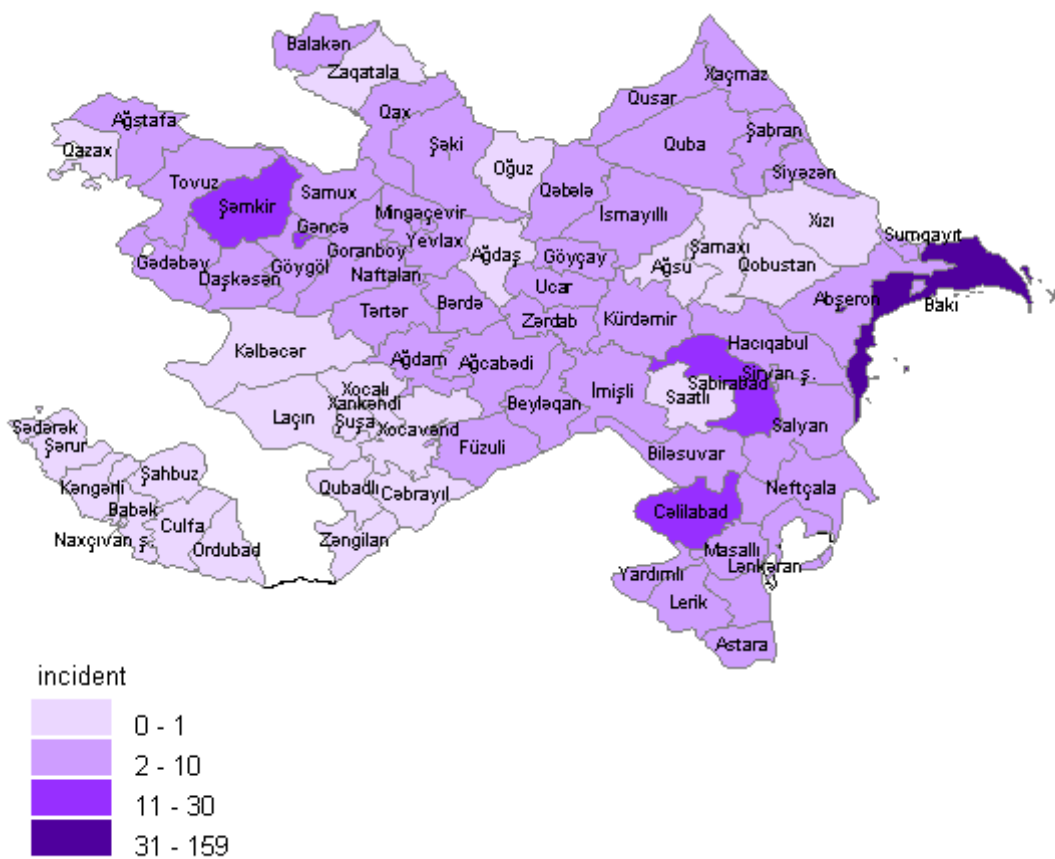 Balakən
Zaqatala
Xaçmaz
Qax
Qusar
Ağstafa
Qazax
Şəki
Quba
Şabran
Oğuz
Siyəzən
Tovuz
Qəbələ
Samux
Şəmkir
Mingəçevir
İsmayıllı
Xızı
Gəncə
Sumqayıt
Goranboy
Yevlax
Şamaxı
Ağdaş
Göyçay
Gədəbəy
Göygöl
Ağsu
Qobustan
Daşkəsən
Naftalan
Ucar
Abşeron
Bakı
Bərdə
Tərtər
Zərdab
Kürdəmir
Hacıqabul
Kəlbəcər
Ağdam
Ağcabədi
Şirvan ş.
Xocalı
Sabirabad
İmişli
Saatlı
Xankəndi
Beyləqan
Laçın
Şuşa
Salyan
Şədərək
Xocavənd
Şərur
Füzuli
Biləsuvar
Şahbuz
Kəngərli
Qubadlı
Cəbrayıl
Neftçala
Babək
Cəlilabad
Culfa
Naxçıvan ş.
Ordubad
Zəngilan
Masallı
Lənkəran
Yardımlı
Lerik
Astara
incident
0 - 1
2 - 10
11 - 30
31 - 159